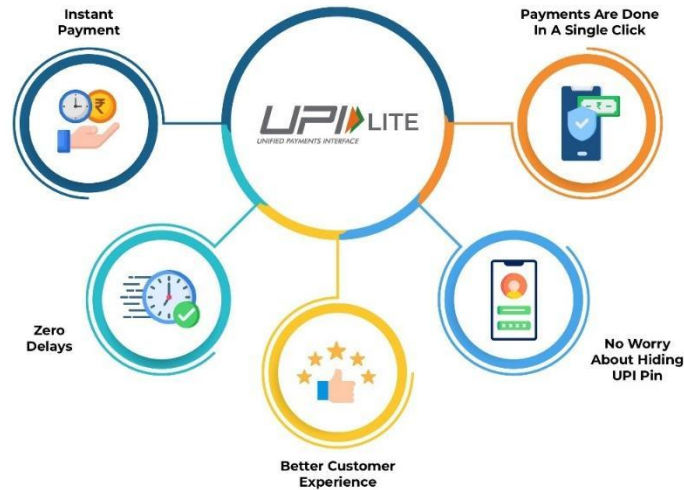 Instant
Payment
Payments Are Done
In A Single Click
UPI LITE
UNIFIED PAYMENTS INTERFACE
Zero
Delays
No Worry
About Hiding
UPI Pin
Better Customer
Experience